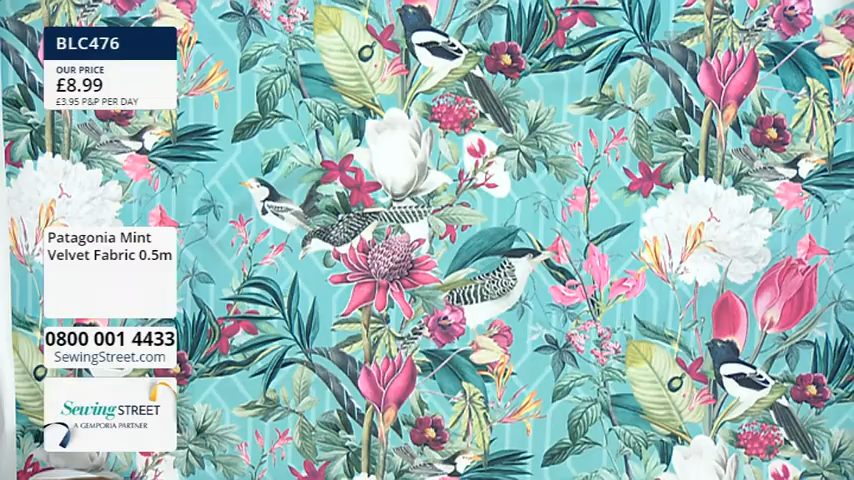 BLC476
OUR PRICE
£8.99
£3.95 P&P PER DAY
Patagonia Mint
Velvet Fabric 0.5m
0800 001 4433
SewingStreet.com
Sewing STREET
A GEMPORIA PARTNER